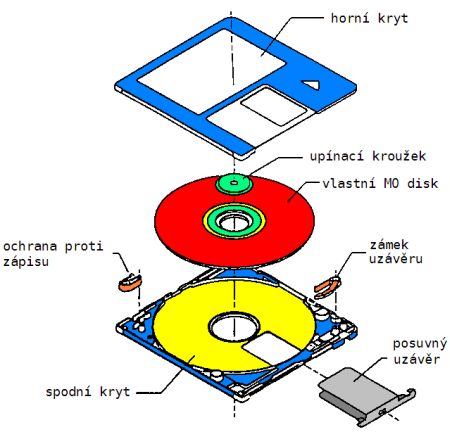 horní kryt
upínací kroužek
vlastní MO disk
ochrana proti
zápisu
zámek
uzávěru
posuvný
uzávěr
spodní kryt